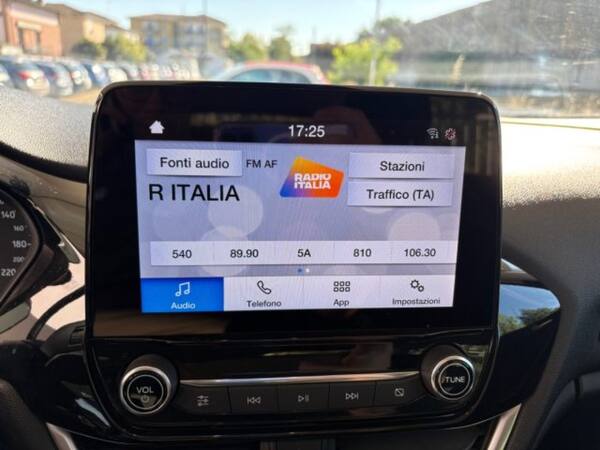 17:25
Fonti audio FM AF RADIO ITALIA Stazioni
R ITALIA Traffico (TA)
540 89.90 5A 810 106.30
Audio Telefono App Impostazioni
140
160
180
200
220
VOL TUNE